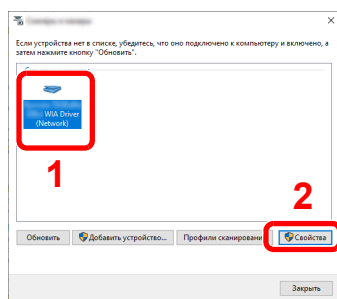 Если устройства нет в списке, убедитесь, что оно подключено к компьютеру и включено, а
затем нажмите кнопку "Обновить".
WIA Driver
(Network)
1
2
Обновить
Добавить устройство...
Профили сканировани
Свойства
Закрыть